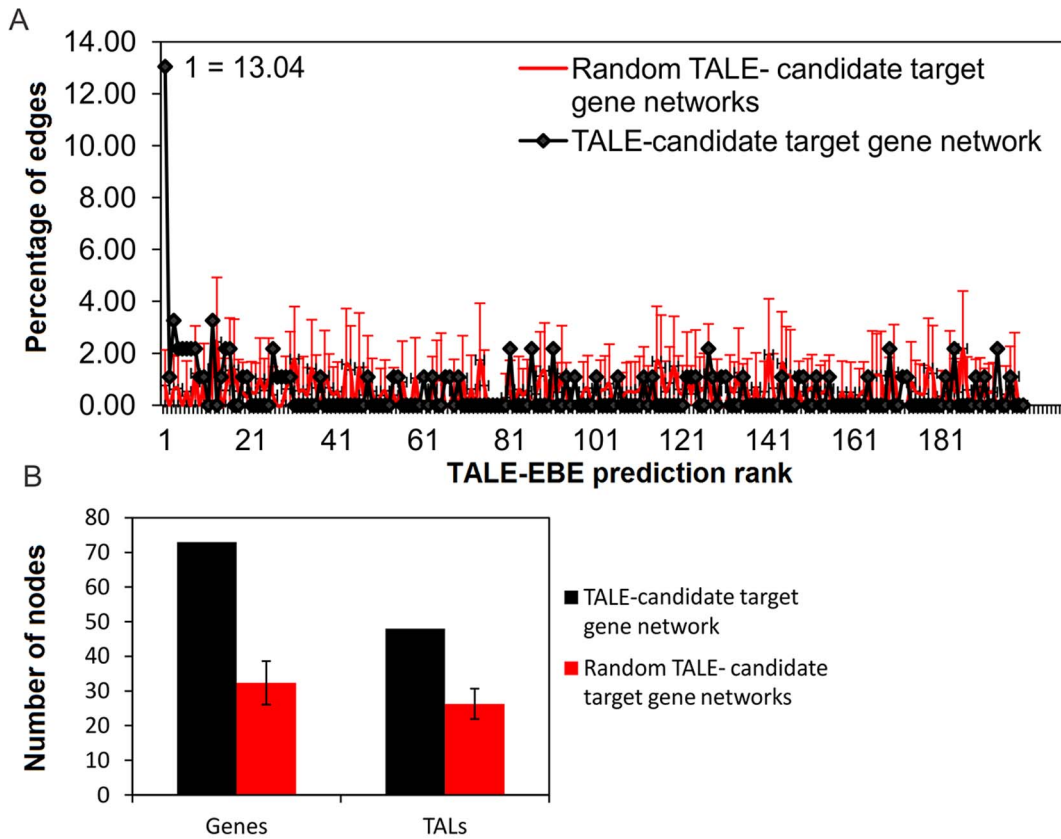 A
14.00
12.00
10.00
8.00
6.00
4.00
2.00
0.00
Percentage of edges
1 = 13.04
Random TALE- candidate target
gene networks
TALE-candidate target gene network
1 21 41 61 81 101 121 141 161 181
TALE-EBE prediction rank
B
80
70
60
50
40
30
20
10
0
Number of nodes
Genes TALs
TALE-candidate target
gene network
Random TALE- candidate
target gene networks